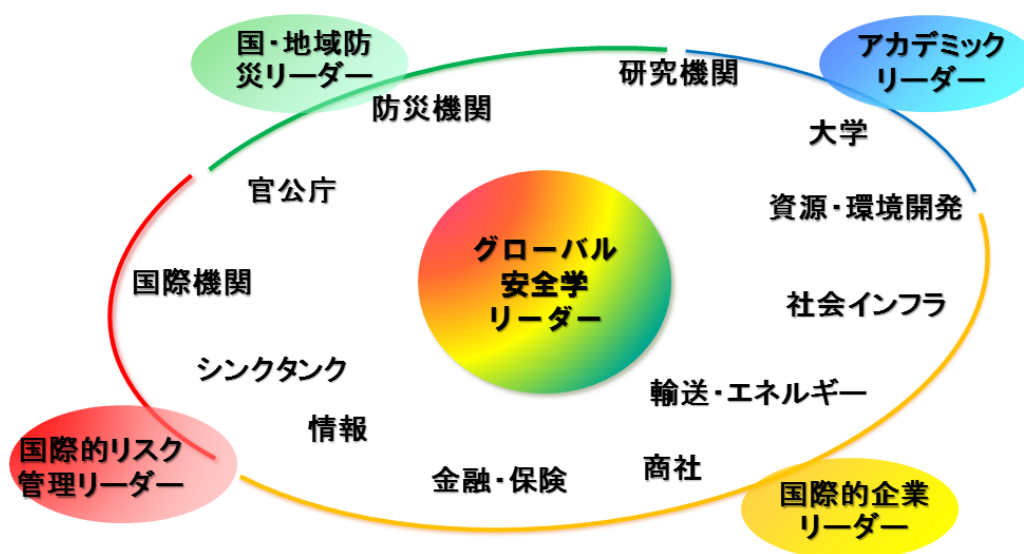 国・地域防
災リーダー
アカデミック
リーダー
研究機関
防災機関
大学
官公庁
資源・環境開発
グローバル
安全学
リーダー
国際機関
社会インフラ
シンクタンク
輸送・エネルギー
情報
国際的リスク
管理リーダー
金融・保険
商社
国際的企業
リーダー